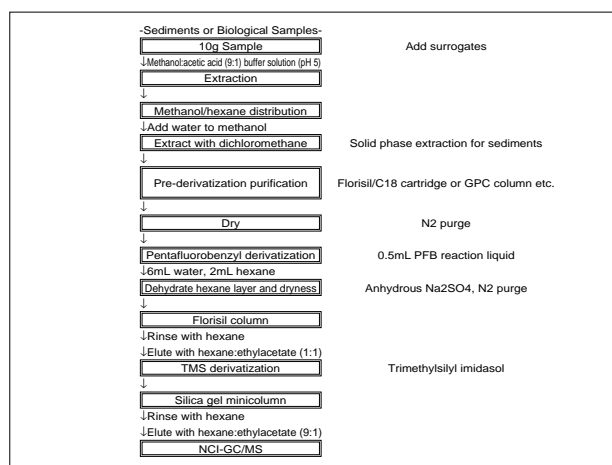 -Sediments or Biological Samples-
10g Sample Add surrogates
↓Methanol:acetic acid (9:1) buffer solution (pH 5)
Extraction
↓
Methanol/hexane distribution
↓Add water to methanol
Extract with dichloromethane Solid phase extraction for sediments
↓
Pre-derivatization purification Florisil/C18 cartridge or GPC column etc.
↓
Dry N2 purge
↓
Pentafluorobenzyl derivatization 0.5mL PFB reaction liquid
↓6mL water, 2mL hexane
Dehydrate hexane layer and dryness Anhydrous Na2SO4, N2 purge
↓
Florisil column
↓Rinse with hexane
↓Elute with hexane:ethylacetate (1:1)
TMS derivatization Trimethylsilyl imidasol
↓
Silica gel minicolumn
↓Rinse with hexane
↓Elute with hexane:ethylacetate (9:1)
NCI-GC/MS